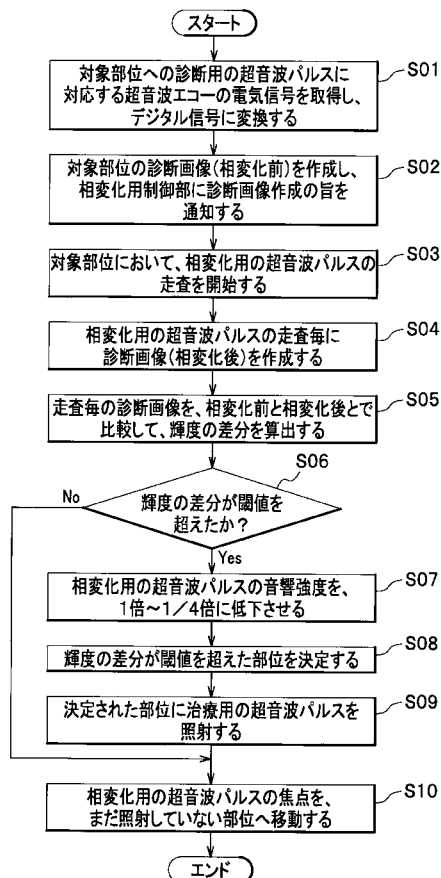 スタート
S01
対象部位への診断用の超音波パルスに
対応する超音波エコーの電気信号を取得し、
デジタル信号に変換する
S02
対象部位の診断画像(相変化前)を作成し、
相変化用制御部に診断画像作成の旨を
通知する
S03
対象部位において、相変化用の超音波パルスの
走査を開始する
S04
相変化用の超音波パルスの走査毎に
診断画像(相変化後)を作成する
S05
走査毎の診断画像を、相変化前と相変化後とで
比較して、輝度の差分を算出する
S06
輝度の差分が閾値を
超えたか?
No
Yes
S07
相変化用の超音波パルスの音響強度を、
1倍~1/4倍に低下させる
S08
輝度の差分が閾値を超えた部位を決定する
S09
決定された部位に治療用の超音波パルスを
照射する
S10
相変化用の超音波パルスの焦点を、
まだ照射していない部位へ移動する
エンド